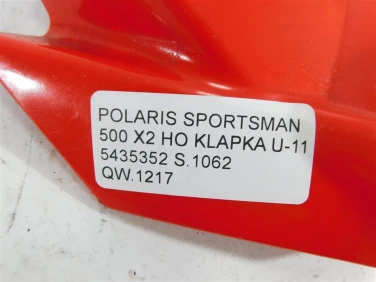 POLARIS SPORTSMAN
500 X2 HO KLAPKA U-11
5435352 S.1062
QW.1217